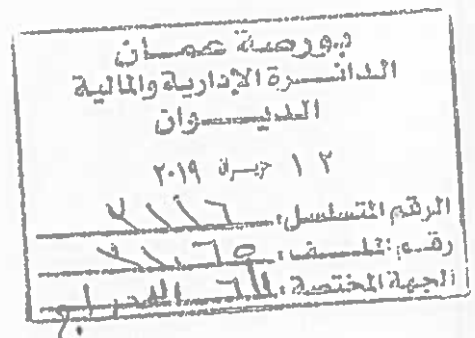 بورصة عمان
الدائرة الإدارية والمالية
الديوان
١٢ حزيران ٢٠١٩
الرقم المتسلسل:
رقم الملف:
الجهة المختصة: